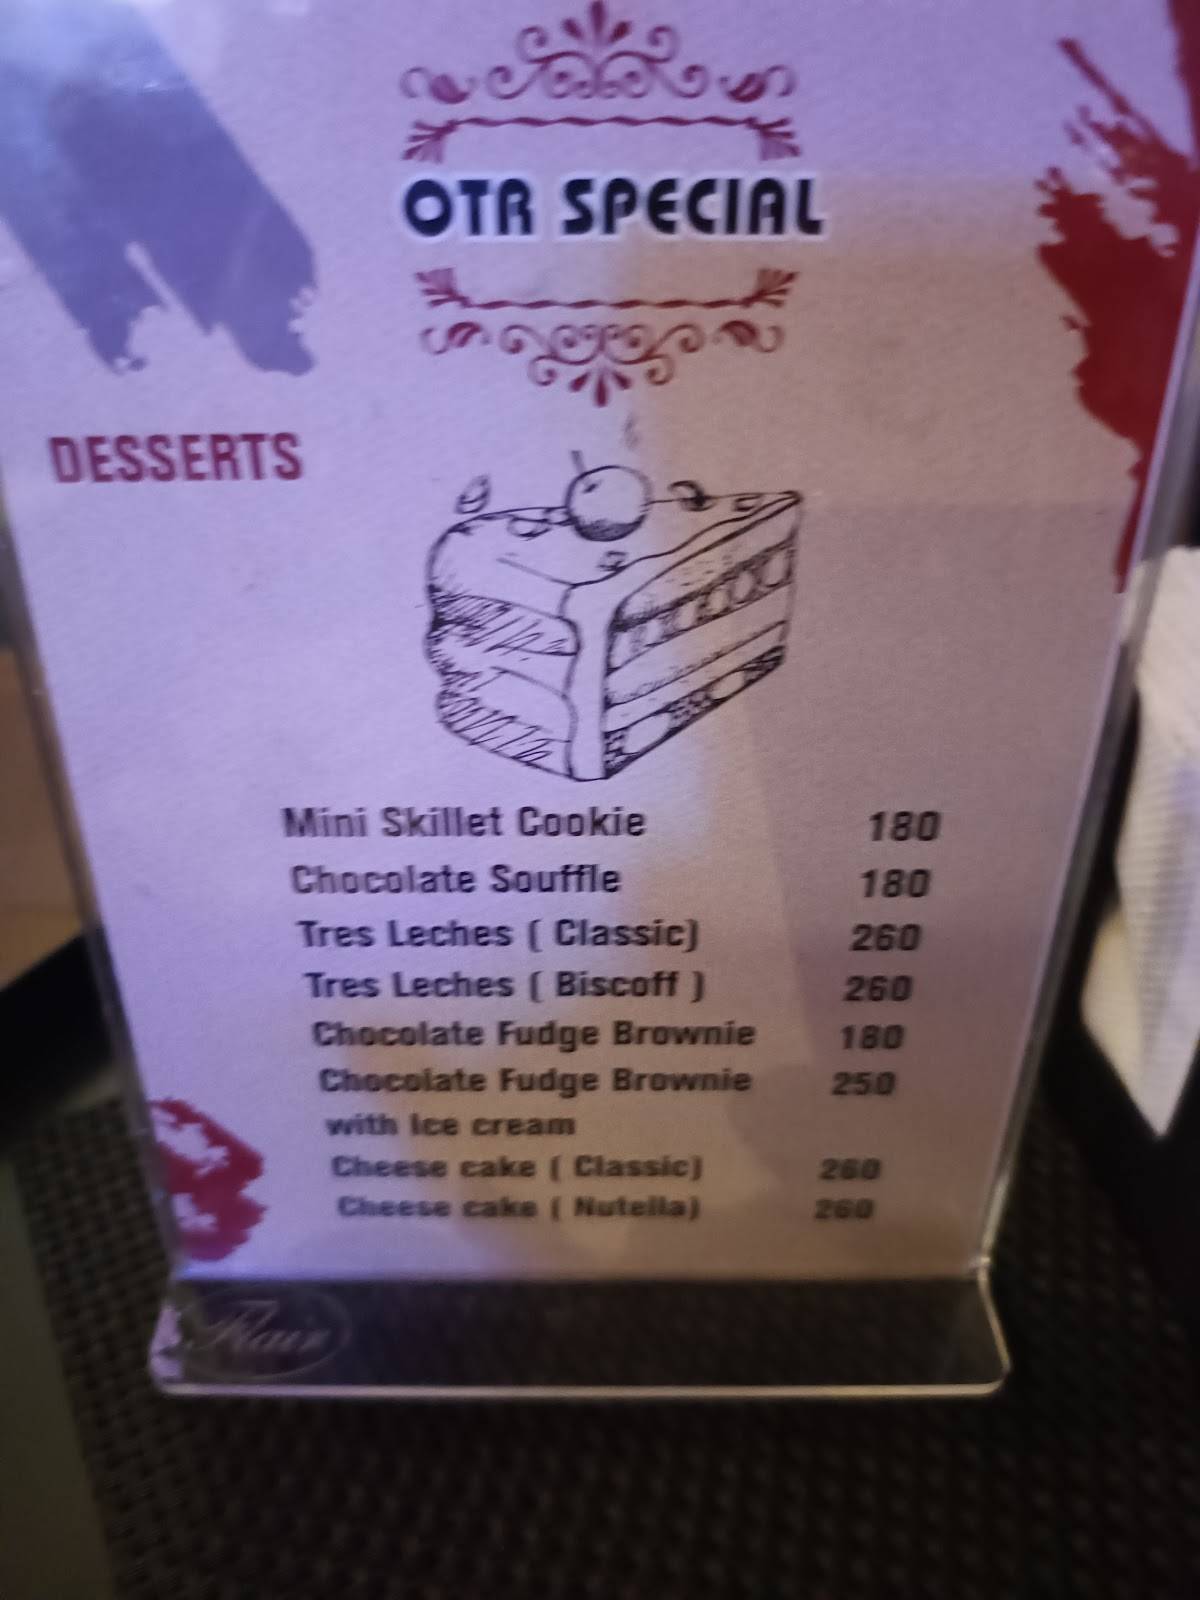 OTR SPECIAL
DESSERTS
Mini Skillet Cookie 180
Chocolate Souffle 180
Tres Leches ( Classic) 260
Tres Leches ( Biscoff ) 260
Chocolate Fudge Brownie 180
Chocolate Fudge Brownie 250
with Ice cream
Cheese cake ( Classic) 260
Cheese cake ( Nutella) 260